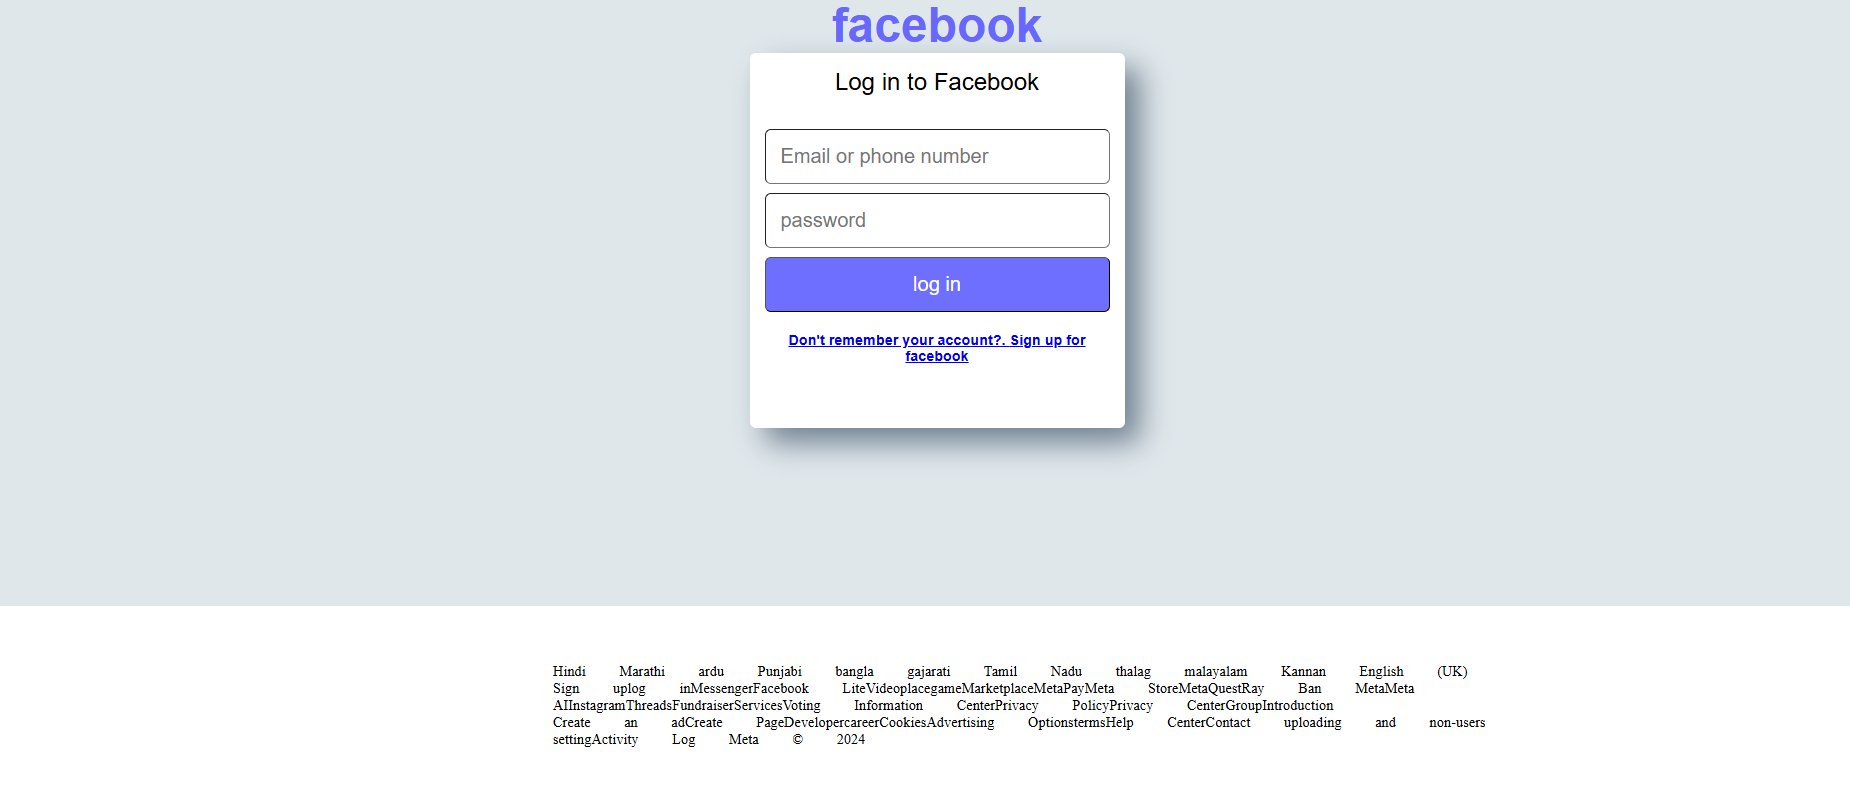 facebook
Log in to Facebook
Email or phone number
password
log in
Don't remember your account?. Sign up for
facebook
Hindi Marathi ardu Punjabi bangla gajarati Tamil Nadu thalag malayalam Kannan English (UK)
Sign uplog inMessengerFacebook LiteVideoplacegameMarketplaceMetaPayMeta StoreMetaQuestRay Ban MetaMeta
AIInstagramThreadsFundraiserServicesVoting Information CenterPrivacy PolicyPrivacy CenterGroupIntroduction
Create an adCreate PageDevelopercareerCookiesAdvertising OptionstermsHelp CenterContact uploading and non-users
settingActivity Log Meta © 2024